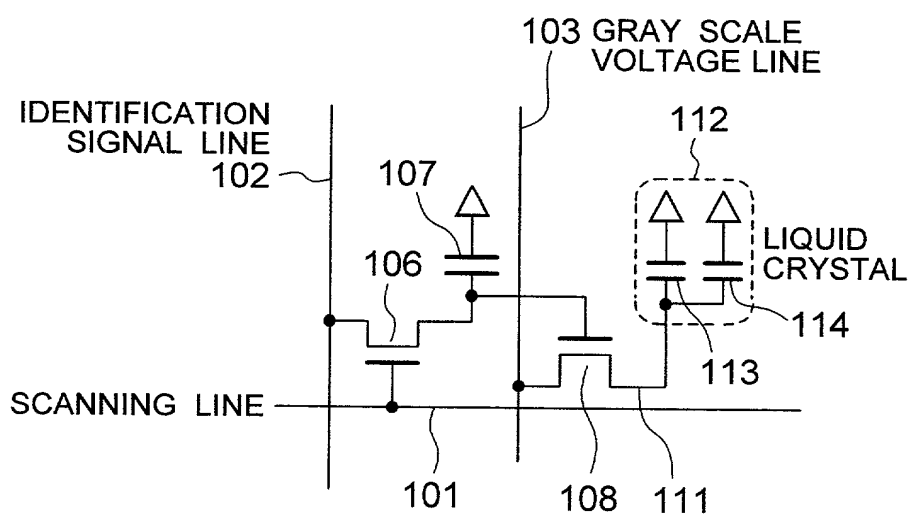 103 GRAY SCALE
VOLTAGE LINE
IDENTIFICATION
SIGNAL LINE
102
112
107
106
LIQUID
CRYSTAL
114
113
SCANNING LINE
101
108
111